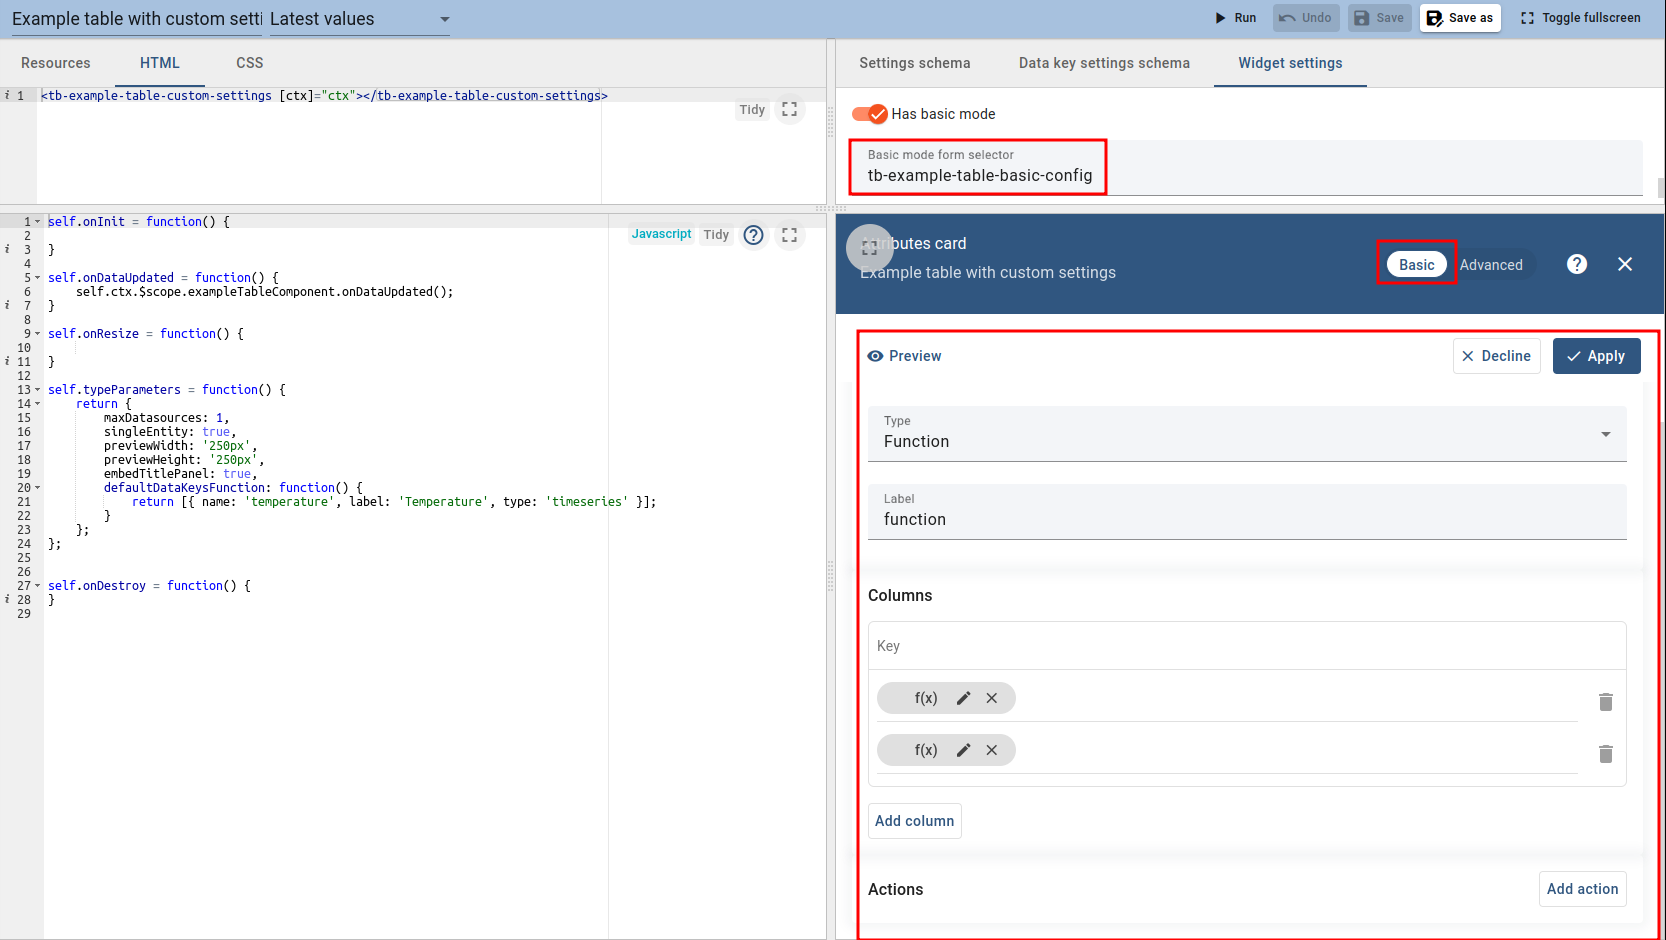 Example table with custom setti
Latest values
Run
Undo
Save
Save as
Toggle fullscreen
Resources
HTML
CSS
Settings schema
Data key settings schema
Widget settings
i 1 <tb-example-table-custom-settings [ctx]="ctx"></tb-example-table-custom-settings>
Tidy
Has basic mode
Basic mode form selector
tb-example-table-basic-config
Javascript
Tidy
1 self.onInit = function() {
2
i 3 }
4
5 self.onDataUpdated = function() {
6 self.ctx.$scope.exampleTableComponent.onDataUpdated();
i 7 }
8
9 self.onResize = function() {
10
i 11 }
12
13 self.typeParameters = function() {
14 return {
15 maxDatasources: 1,
16 singleEntity: true,
17 previewWidth: '250px',
18 previewHeight: '250px',
19 embedTitlePanel: true,
20 defaultDataKeysFunction: function() {
21 return [{ name: 'temperature', label: 'Temperature', type: 'timeseries' }];
22 }
23 };
24 };
25
26
27 self.onDestroy = function() {
i 28 }
29
Attributes card
Example table with custom settings
Basic
Advanced
Preview
Decline
Apply
Type
Function
Label
function
Columns
Key
f(x)
f(x)
Add column
Actions
Add action